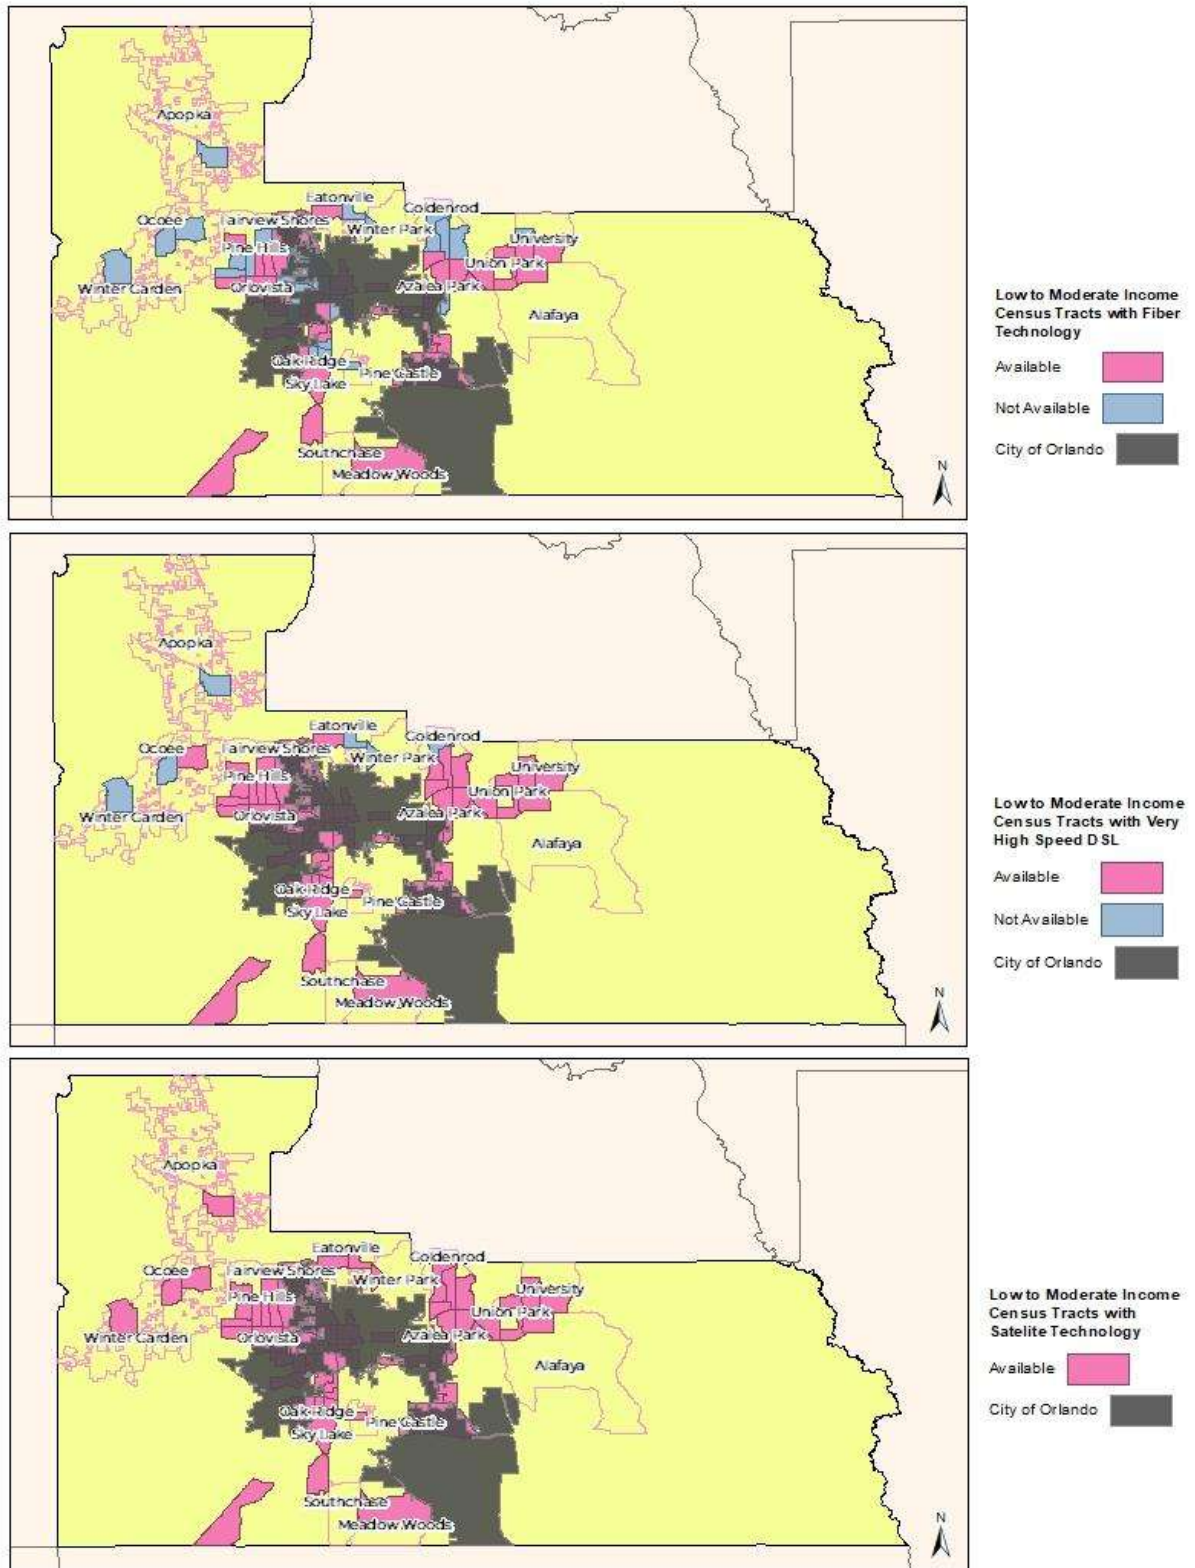 Apopka
Eatonville
Goldenrod
Ocoee
Fairview Shores
Winter Park
University
Pine Hills
Union Park
Winter Garden
Orlovista
Azalea Park
Alafaya
Oak Ridge
Pine Castle
Sky Lake
Southchase
Meadow Woods
N
Low to Moderate Income
Census Tracts with Fiber
Technology
Available
Not Available
City of Orlando
Apopka
Eatonville
Goldenrod
Ocoee
Fairview Shores
Winter Park
University
Pine Hills
Union Park
Winter Garden
Orlovista
Azalea Park
Alafaya
Oak Ridge
Pine Castle
Sky Lake
Southchase
Meadow Woods
N
Low to Moderate Income
Census Tracts with Very
High Speed DSL
Available
Not Available
City of Orlando
Apopka
Eatonville
Goldenrod
Ocoee
Fairview Shores
Winter Park
University
Pine Hills
Union Park
Winter Garden
Orlovista
Azalea Park
Alafaya
Oak Ridge
Pine Castle
Sky Lake
Southchase
Meadow Woods
N
Low to Moderate Income
Census Tracts with
Satelite Technology
Available
City of Orlando